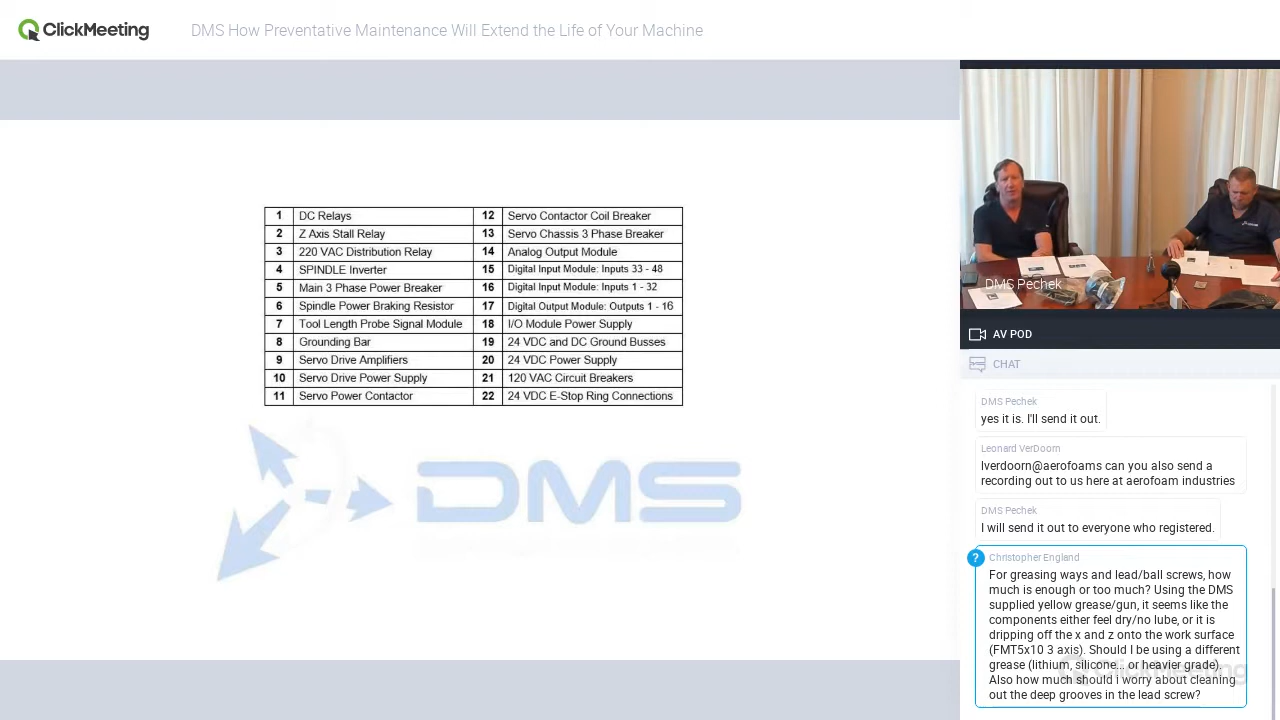 ClickMeeting
DMS How Preventative Maintenance Will Extend the Life of Your Machine
1 DC Relays 12 Servo Contactor Coil Breaker
2 Z Axis Stall Relay 13 Servo Chassis 3 Phase Breaker
3 220 VAC Distribution Relay 14 Analog Output Module
4 SPINDLE Inverter 15 Digital Input Module: Inputs 33 - 48
5 Main 3 Phase Power Breaker 16 Digital Input Module: Inputs 1 - 32
6 Spindle Power Braking Resistor 17 Digital Output Module: Outputs 1 - 16
7 Tool Length Probe Signal Module 18 I/O Module Power Supply
8 Grounding Bar 19 24 VDC and DC Ground Busses
9 Servo Drive Amplifiers 20 24 VDC Power Supply
10 Servo Drive Power Supply 21 120 VAC Circuit Breakers
11 Servo Power Contactor 22 24 VDC E-Stop Ring Connections
DMS
DMS Pechek
AV POD
CHAT
DMS Pechek
yes it is. I'll send it out.
Leonard VerDoorn
lverdoorn@aerofoams can you also send a
recording out to us here at aerofoam industries
DMS Pechek
I will send it out to everyone who registered.
?
Christopher England
For greasing ways and lead/ball screws, how
much is enough or too much? Using the DMS
supplied yellow grease/gun, it seems like the
components either feel dry/no lube, or it is
dripping off the x and z onto the work surface
(FMT5x10 3 axis). Should I be using a different
grease (lithium, silicone... or heavier grade).
Also how much should i worry about cleaning
out the deep grooves in the lead screw?
ClickMeeting